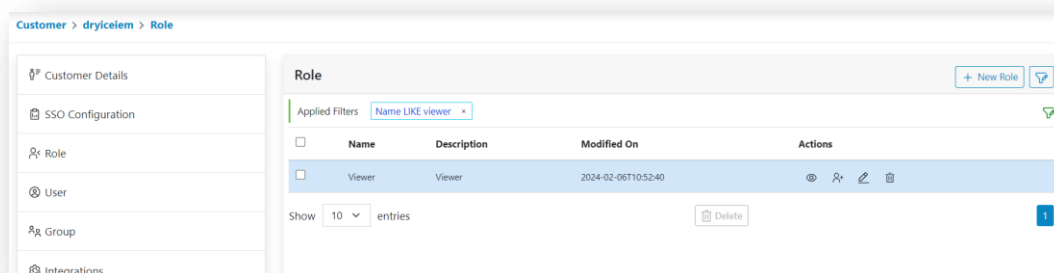 Customer > dryiceiem > Role
Customer Details
SSO Configuration
Role
User
Group
Integrations
Role
+ New Role
Applied Filters Name LIKE viewer ×
Name Description Modified On Actions
Viewer Viewer 2024-02-06T10:52:40
Show 10 entries
Delete
1